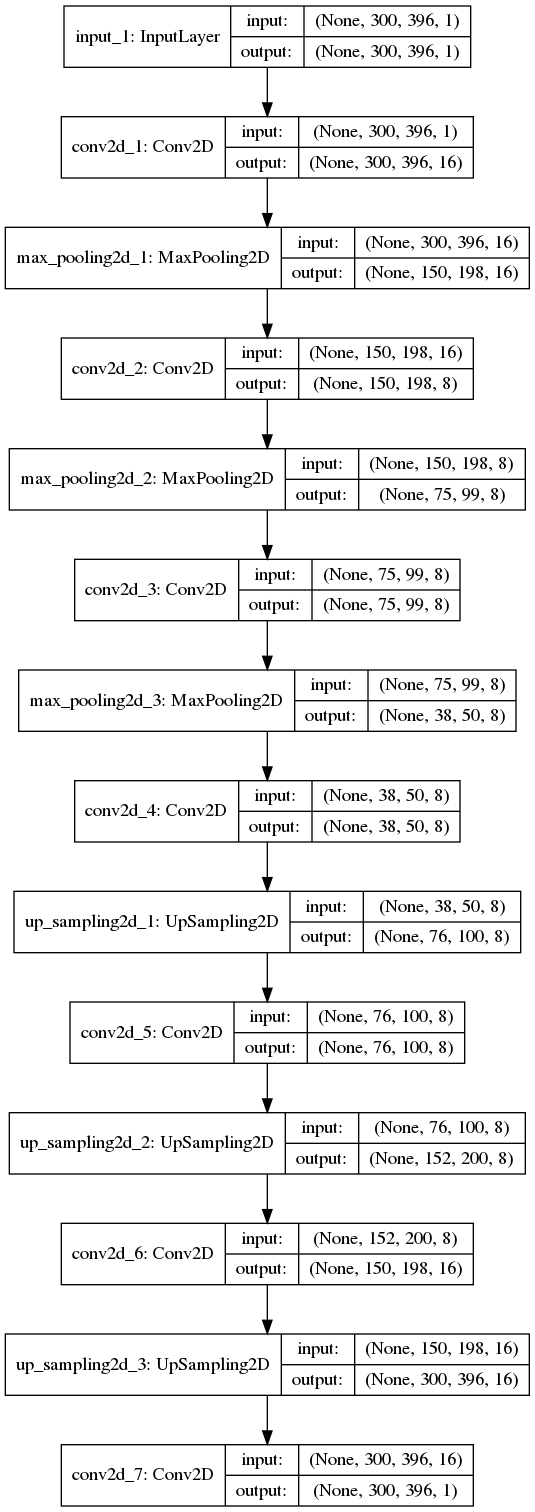 input_1: InputLayer
input: (None, 300, 396, 1)
output: (None, 300, 396, 1)
conv2d_1: Conv2D
input: (None, 300, 396, 1)
output: (None, 300, 396, 16)
max_pooling2d_1: MaxPooling2D
input: (None, 300, 396, 16)
output: (None, 150, 198, 16)
conv2d_2: Conv2D
input: (None, 150, 198, 16)
output: (None, 150, 198, 8)
max_pooling2d_2: MaxPooling2D
input: (None, 150, 198, 8)
output: (None, 75, 99, 8)
conv2d_3: Conv2D
input: (None, 75, 99, 8)
output: (None, 75, 99, 8)
max_pooling2d_3: MaxPooling2D
input: (None, 75, 99, 8)
output: (None, 38, 50, 8)
conv2d_4: Conv2D
input: (None, 38, 50, 8)
output: (None, 38, 50, 8)
up_sampling2d_1: UpSampling2D
input: (None, 38, 50, 8)
output: (None, 76, 100, 8)
conv2d_5: Conv2D
input: (None, 76, 100, 8)
output: (None, 76, 100, 8)
up_sampling2d_2: UpSampling2D
input: (None, 76, 100, 8)
output: (None, 152, 200, 8)
conv2d_6: Conv2D
input: (None, 152, 200, 8)
output: (None, 150, 198, 16)
up_sampling2d_3: UpSampling2D
input: (None, 150, 198, 16)
output: (None, 300, 396, 16)
conv2d_7: Conv2D
input: (None, 300, 396, 16)
output: (None, 300, 396, 1)